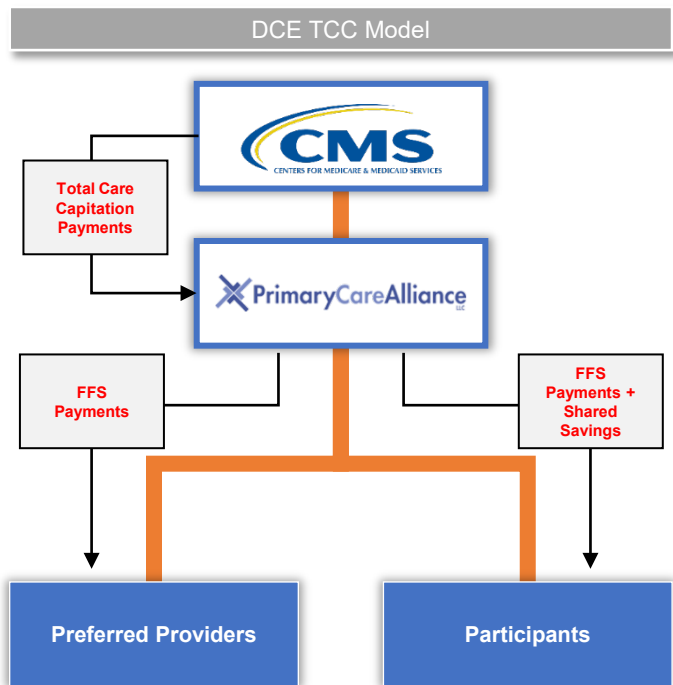 DCE TCC Model
CMS
CENTERS FOR MEDICARE & MEDICAID SERVICES
Total Care
Capitation
Payments
PrimaryCareAlliance
LLC
FFS
Payments
FFS
Payments +
Shared
Savings
Preferred Providers
Participants